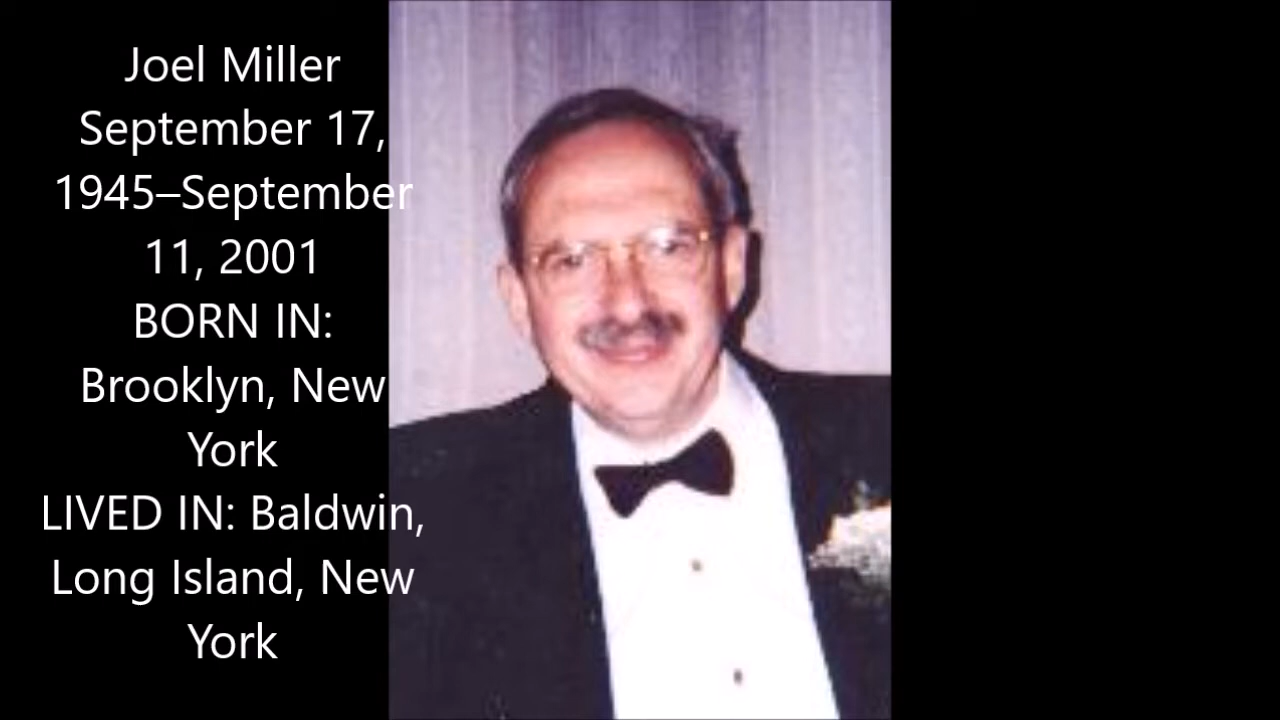 Joel Miller
September 17,
1945–September
11, 2001
BORN IN:
Brooklyn, New
York
LIVED IN: Baldwin,
Long Island, New
York